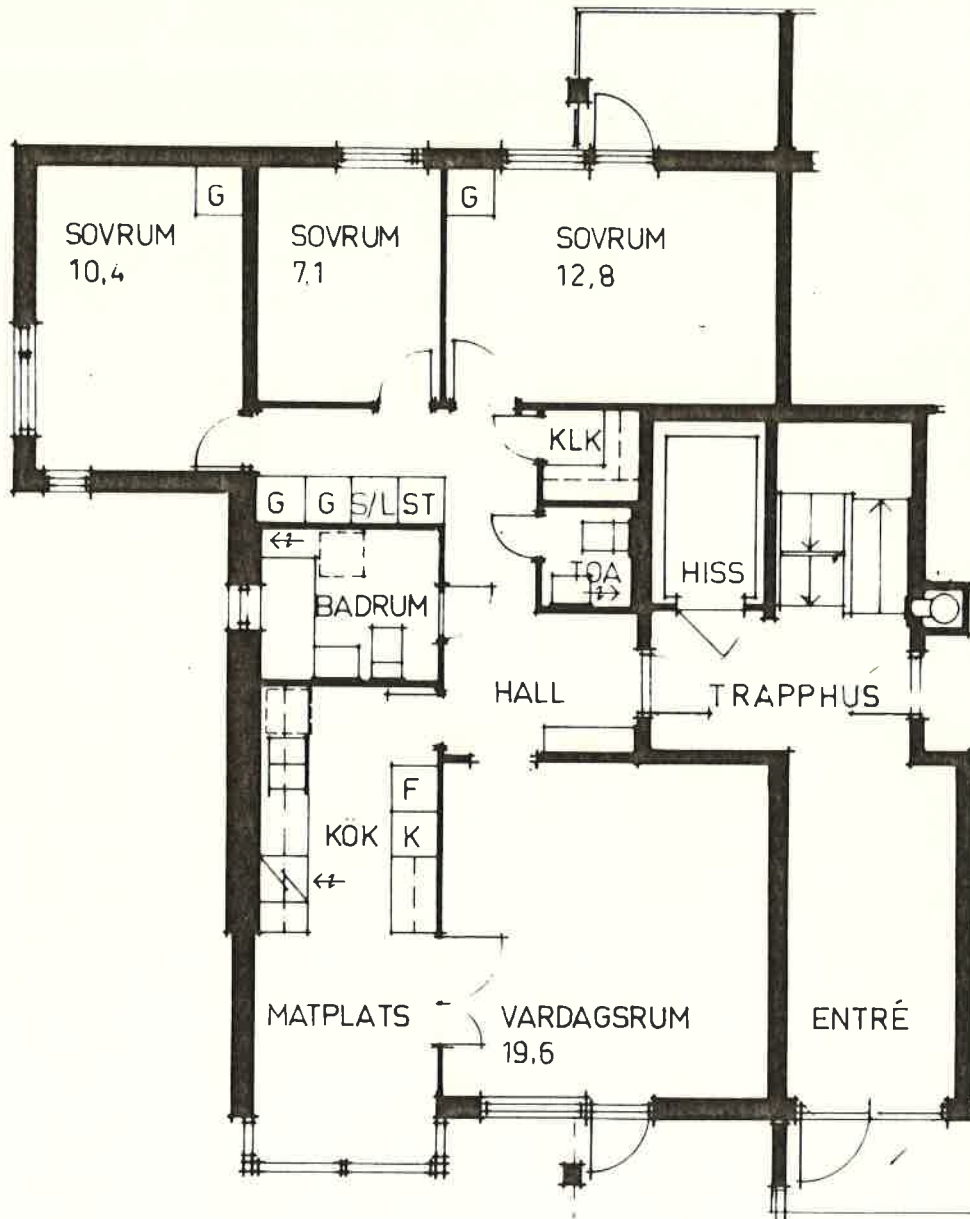 G
G
SOVRUM
10,4
SOVRUM
7,1
SOVRUM
12,8
KLK
G G S/L ST
TOA
HISS
BADRUM
HALL
TRAPPHUS
F
KÖK
K
MATPLATS
VARDAGSRUM
19,6
ENTRÉ